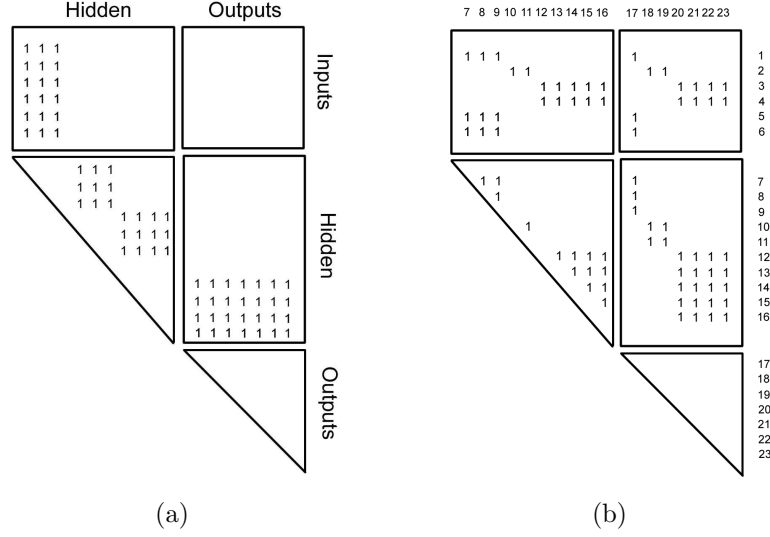 Hidden Outputs
1 1 1
1 1 1
1 1 1
1 1 1
1 1 1
1 1 1
Inputs
1 1 1
1 1 1
1 1 1
1 1 1 1
1 1 1 1
1 1 1 1
1 1 1 1 1 1 1
1 1 1 1 1 1 1
1 1 1 1 1 1 1
1 1 1 1 1 1 1
Hidden
Outputs
(a)
7 8 9 10 11 12 13 14 15 16 17 18 19 20 21 22 23
1 1 1 1 1
1 1 1 1 2
1 1 1 1 1 1 1 1 1 3
1 1 1 1 1 1 1 1 1 4
1 1 1 1 5
1 1 1 1 6
1 1 1 7
1 1 8
1 9
1 1 1 10
1 1 11
1 1 1 1 1 1 1 1 12
1 1 1 1 1 1 1 13
1 1 1 1 1 1 14
1 1 1 1 1 15
1 1 1 1 16
17
18
19
20
21
22
23
(b)